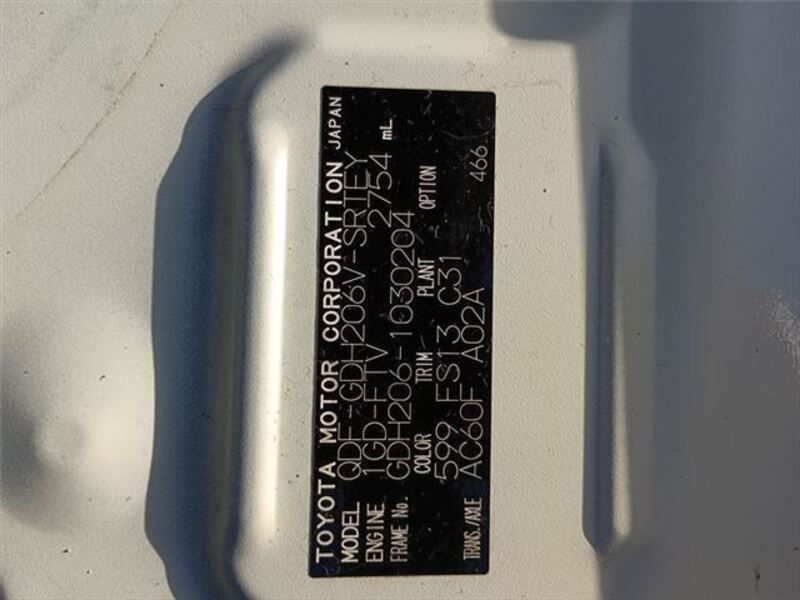 TOYOTA MOTOR CORPORATION JAPAN
MODEL QDF-GDH206V-SRTEY
ENGINE 1GD-FTV 2754 mL
FRAME No. GDH206-1030204
COLOR TRIM PLANT OPTION
599 FS13 C31
TRANS./AXLE AC60F A02A 466